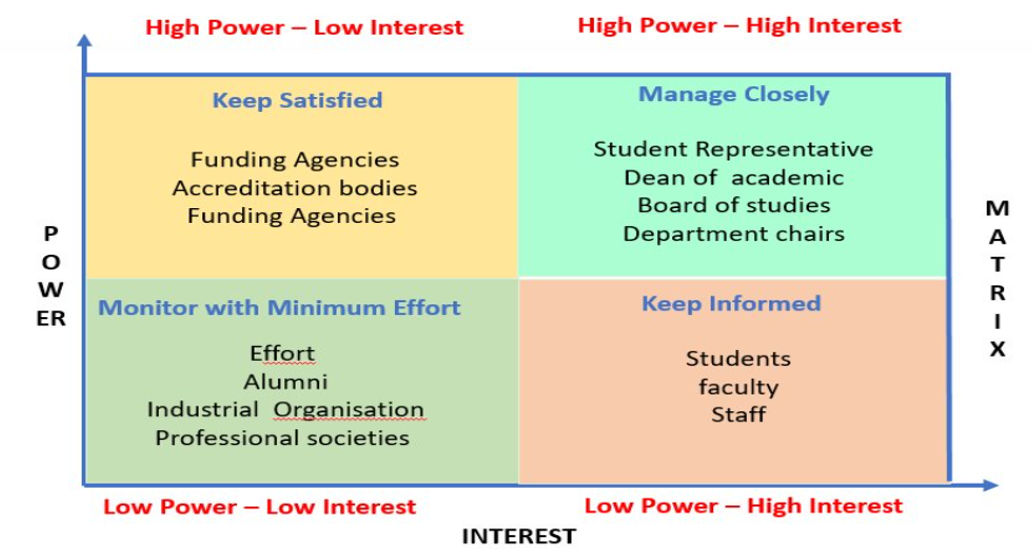 High Power – Low Interest
High Power – High Interest
Keep Satisfied
Funding Agencies
Accreditation bodies
Funding Agencies
Manage Closely
Student Representative
Dean of academic
Board of studies
Department chairs
P
O
W
ER
M
A
T
R
I
X
Monitor with Minimum Effort
Effort
Alumni
Industrial Organisation
Professional societies
Keep Informed
Students
faculty
Staff
Low Power – Low Interest
Low Power – High Interest
INTEREST